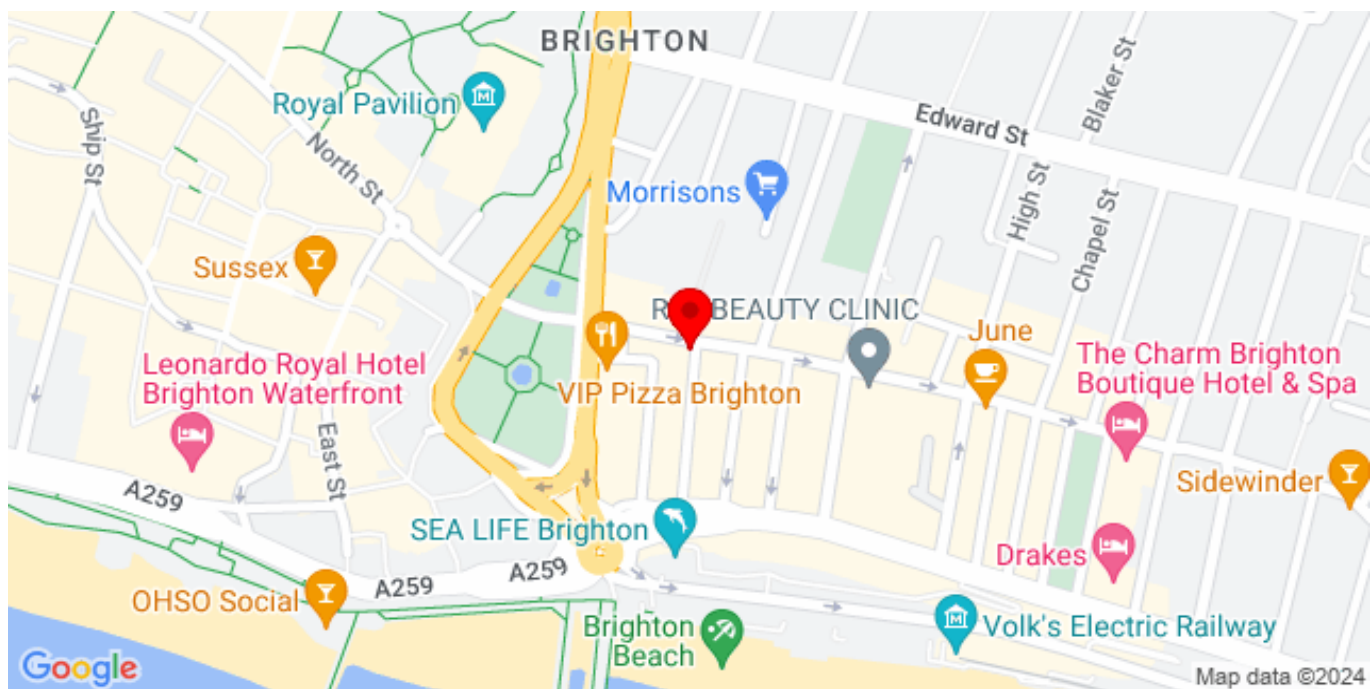 BRIGHTON
Royal Pavilion
Ship St
North St
Edward St
Blaker St
High St
Chapel St
Morrisons
Sussex
BEAUTY CLINIC
June
Leonardo Royal Hotel
Brighton Waterfront
The Charm Brighton
Boutique Hotel & Spa
VIP Pizza Brighton
East St
A259
Sidewinder
SEA LIFE Brighton
Drakes
A259
A259
OHSO Social
Brighton
Beach
Volk's Electric Railway
Google
Map data ©2024